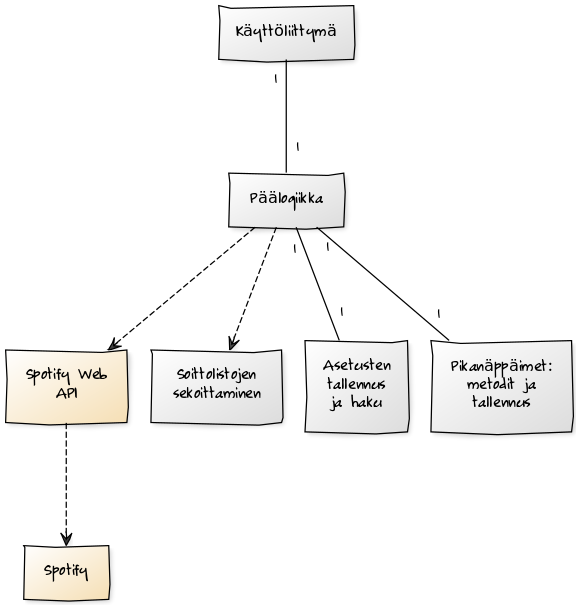 Käyttöliittymä
1
1
Päälogiikka
1
1
1
1
Spotify Web
API
Soittolistojen
sekoittaminen
Asetusten
tallennus
ja haku
Pikanäppäimet:
metodit ja
tallennus
Spotify